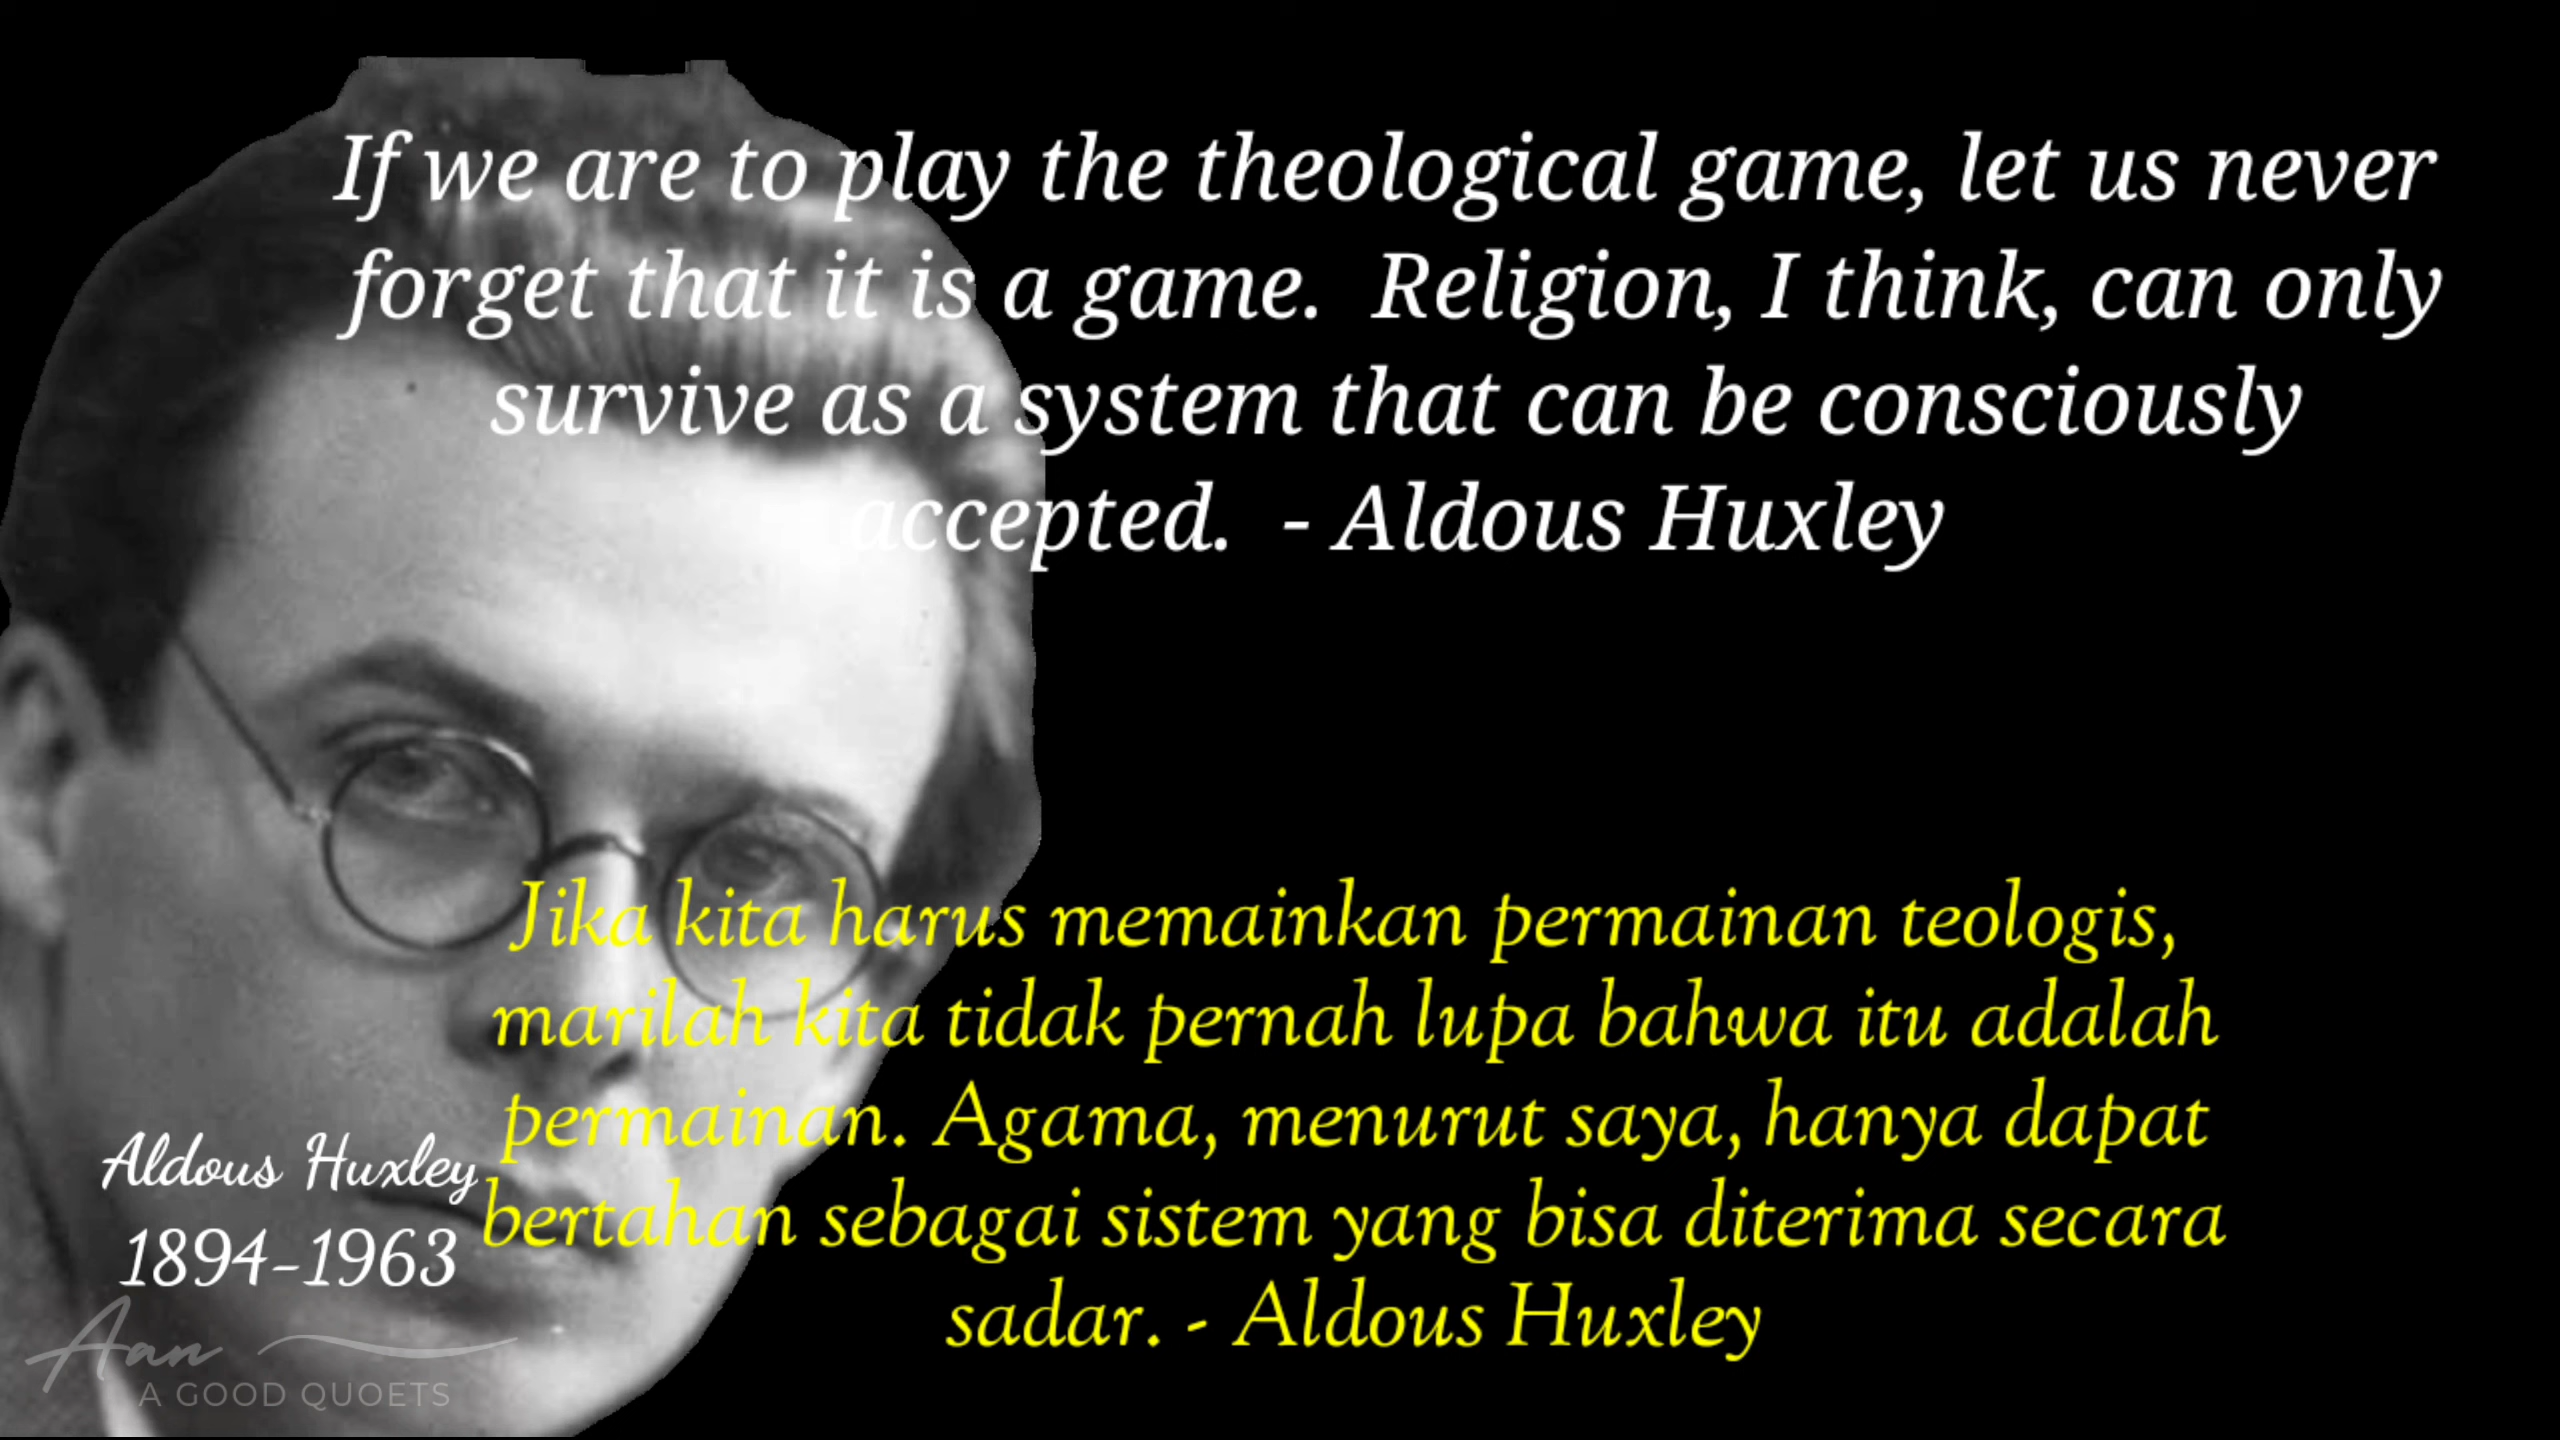 If we are to play the theological game, let us never
forget that it is a game. Religion, I think, can only
survive as a system that can be consciously
accepted. - Aldous Huxley
Jika kita harus memainkan permainan teologis,
marilah kita tidak pernah lupa bahwa itu adalah
permainan. Agama, menurut saya, hanya dapat
bertahan sebagai sistem yang bisa diterima secara
sadar. - Aldous Huxley
Aldous Huxley
1894-1963
Aan
A GOOD QUOETS